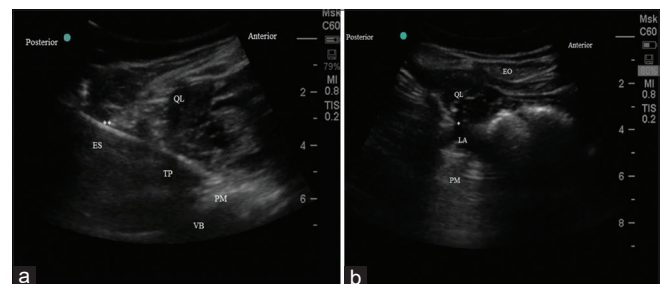 Msk
C60
Posterior
Anterior
79%
MI
0.8
TIS
0.2
2
4
6
QL
**
ES
TP
PM
VB
a
Msk
C60
Posterior
Anterior
MI
0.8
TIS
0.2
2
4
6
8
EO
QL
*
LA
PM
b